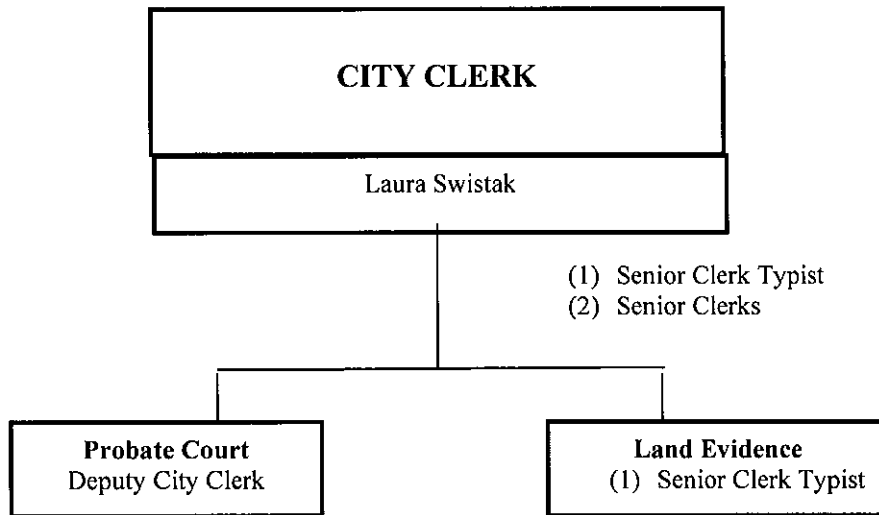 CITY CLERK
Laura Swistak
(1) Senior Clerk Typist
(2) Senior Clerks
Probate Court
Deputy City Clerk
Land Evidence
(1) Senior Clerk Typist